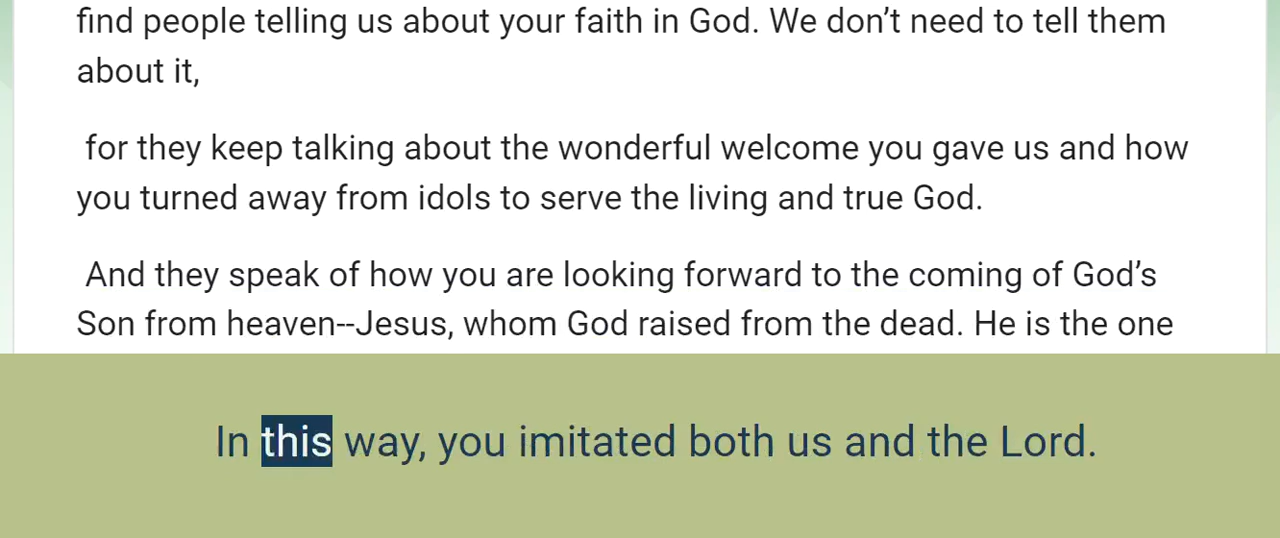 find people telling us about your faith in God. We don’t need to tell them
about it,
for they keep talking about the wonderful welcome you gave us and how
you turned away from idols to serve the living and true God.
And they speak of how you are looking forward to the coming of God’s
Son from heaven--Jesus, whom God raised from the dead. He is the one
In this way, you imitated both us and the Lord.